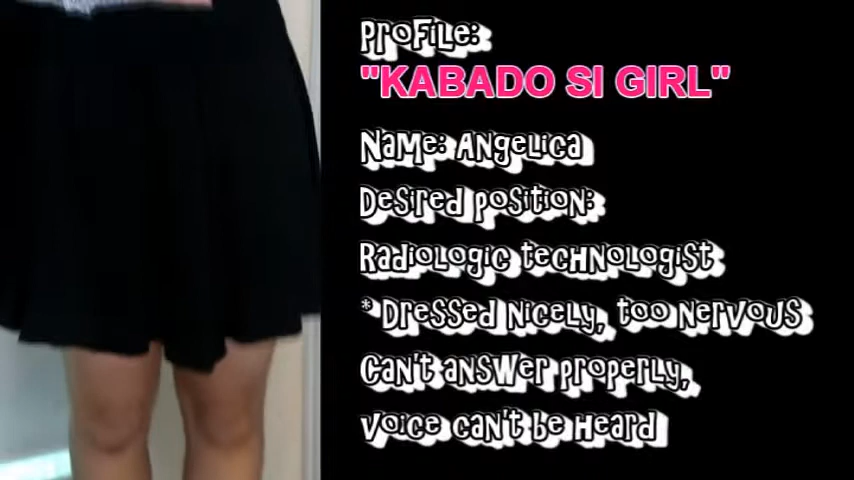 Profile:
"KABADO SI GIRL"
Name: Angelica
Desired position:
Radiologic technologist
* Dressed nicely, too nervous
Can't answer properly,
voice can't be heard